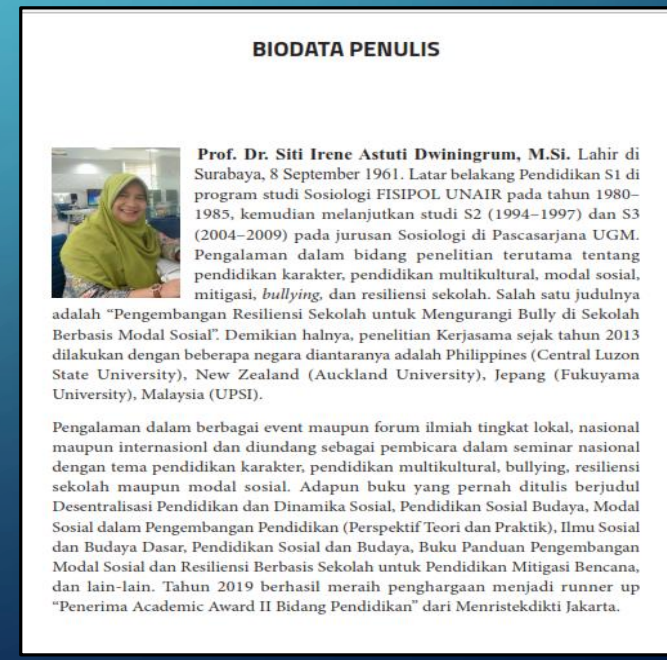 BIODATA PENULIS
Prof. Dr. Siti Irene Astuti Dwiningrum, M.Si. Lahir di
Surabaya, 8 September 1961. Latar belakang Pendidikan S1 di
program studi Sosiologi FISIPOL UNAIR pada tahun 1980–
1985, kemudian melanjutkan studi S2 (1994–1997) dan S3
(2004–2009) pada jurusan Sosiologi di Pascasarjana UGM.
Pengalaman dalam bidang penelitian terutama tentang
pendidikan karakter, pendidikan multikultural, modal sosial,
mitigasi, bullying, dan resiliensi sekolah. Salah satu judulnya
adalah “Pengembangan Resiliensi Sekolah untuk Mengurangi Bully di Sekolah
Berbasis Modal Sosial”. Demikian halnya, penelitian Kerjasama sejak tahun 2013
dilakukan dengan beberapa negara diantaranya adalah Philippines (Central Luzon
State University), New Zealand (Auckland University), Jepang (Fukuyama
University), Malaysia (UPSI).
Pengalaman dalam berbagai event maupun forum ilmiah tingkat lokal, nasional
maupun internasionl dan diundang sebagai pembicara dalam seminar nasional
dengan tema pendidikan karakter, pendidikan multikultural, bullying, resiliensi
sekolah maupun modal sosial. Adapun buku yang pernah ditulis berjudul
Desentralisasi Pendidikan dan Dinamika Sosial, Pendidikan Sosial Budaya, Modal
Sosial dalam Pengembangan Pendidikan (Perspektif Teori dan Praktik), Ilmu Sosial
dan Budaya Dasar, Pendidikan Sosial dan Budaya, Buku Panduan Pengembangan
Modal Sosial dan Resiliensi Berbasis Sekolah untuk Pendidikan Mitigasi Bencana,
dan lain-lain. Tahun 2019 berhasil meraih penghargaan menjadi runner up
“Penerima Academic Award II Bidang Pendidikan” dari Menristekdikti Jakarta.